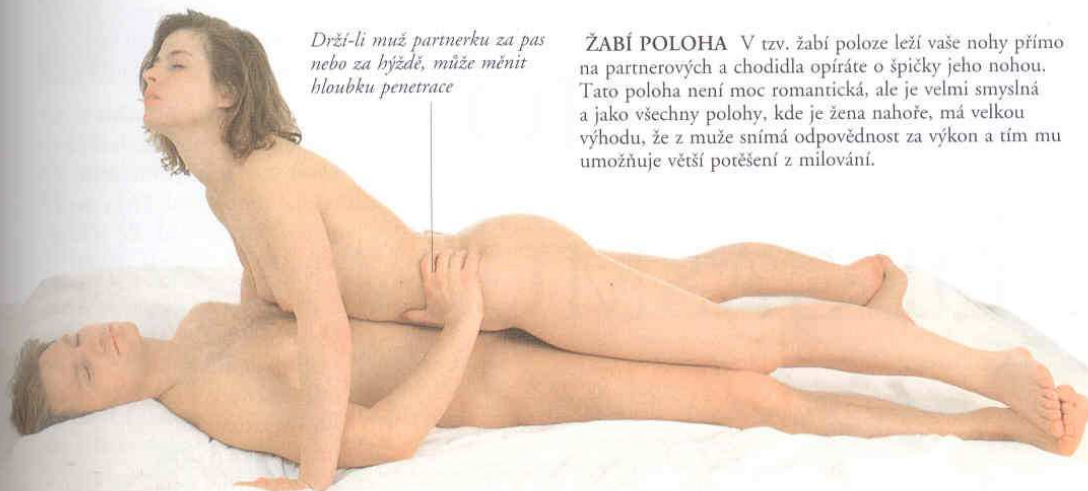 Drží-li muž partnerku za pas
nebo za hýždě, může měnit
hloubku penetrace
ŽABÍ POLOHA V tzv. žabí poloze leží vaše nohy přímo
na partnerových a chodidla opíráte o špičky jeho nohou.
Tato poloha není moc romantická, ale je velmi smyslná
a jako všechny polohy, kde je žena nahoře, má velkou
výhodu, že z muže snímá odpovědnost za výkon a tím mu
umožňuje větší potěšení z milování.